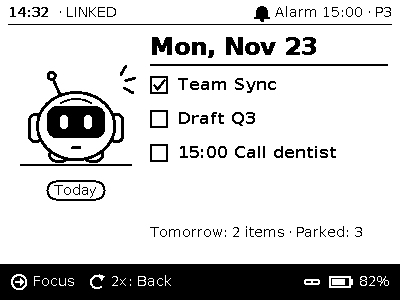 14:32 · LINKED
Alarm 15:00 · P3
Mon, Nov 23
Team Sync
Draft Q3
15:00 Call dentist
Today
Tomorrow: 2 items · Parked: 3
Focus
2x: Back
82%